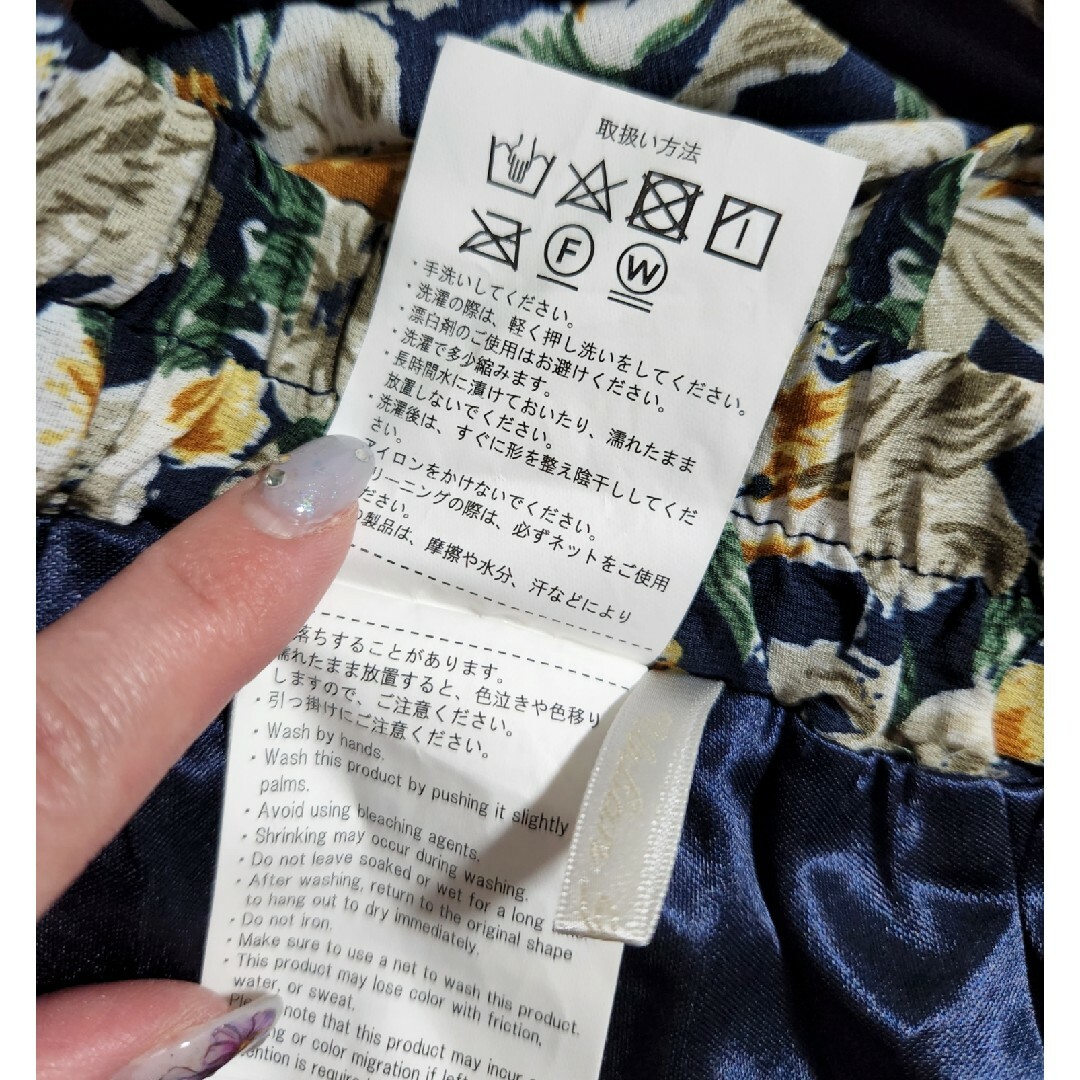 取扱い方法
F W
・手洗いしてください。
・洗濯の際は、軽く押し洗いをしてください。
・漂白剤のご使用はお避けください。
・洗濯で多少縮みます。
・長時間水に漬けておいたり、濡れたまま
放置しないでください。
・洗濯後は、すぐに形を整え陰干ししてくだ
さい。
アイロンをかけないでください。
リーニングの際は、必ずネットをご使用
ださい。
製品は、摩擦や水分、汗などにより
落ちすることがあります。
濡れたまま放置すると、色泣きや色移り
しますので、ご注意ください。
・引っ掛けにご注意ください。
・Wash by hands.
・Wash this product by pushing it slightly
palms.
・Avoid using bleaching agents.
・Shrinking may occur during washing.
・Do not leave soaked or wet for a long
・After washing, return to the original shape
to hang out to dry immediately.
・Do not iron.
・Make sure to use a net to wash this product.
・This product may lose color with friction,
water, or sweat.
note that this product may incur
or color migration if
is